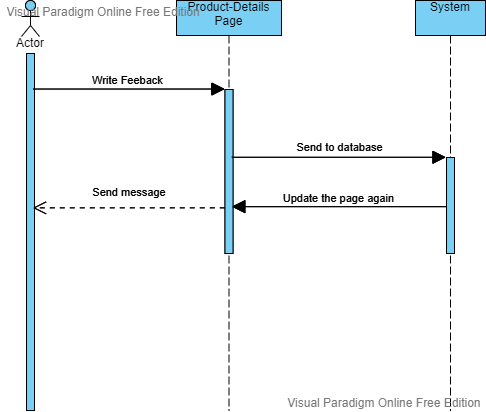 Visual Paradigm Online Free Edition
Product-Details
Page
System
Actor
Write Feeback
Send to database
Send message
Update the page again
Visual Paradigm Online Free Edition